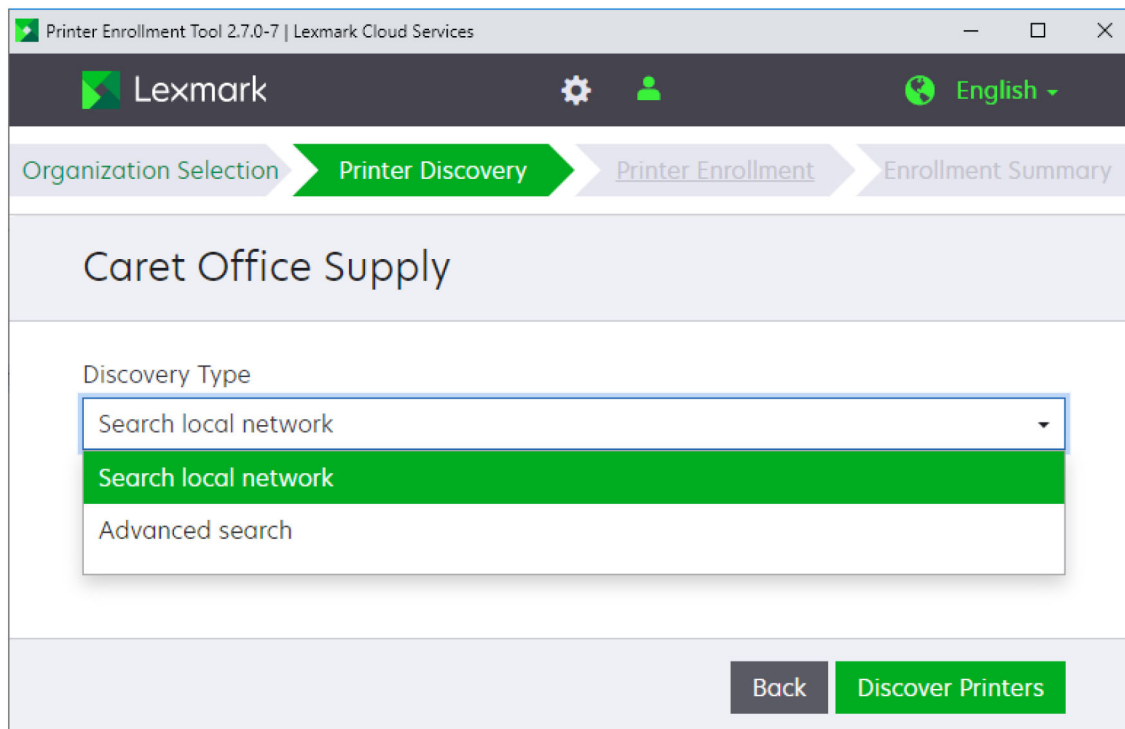 Printer Enrollment Tool 2.7.0-7 | Lexmark Cloud Services
Lexmark English
Organization Selection Printer Discovery Printer Enrollment Enrollment Summary
Caret Office Supply
Discovery Type
Search local network
Search local network
Advanced search
Back Discover Printers